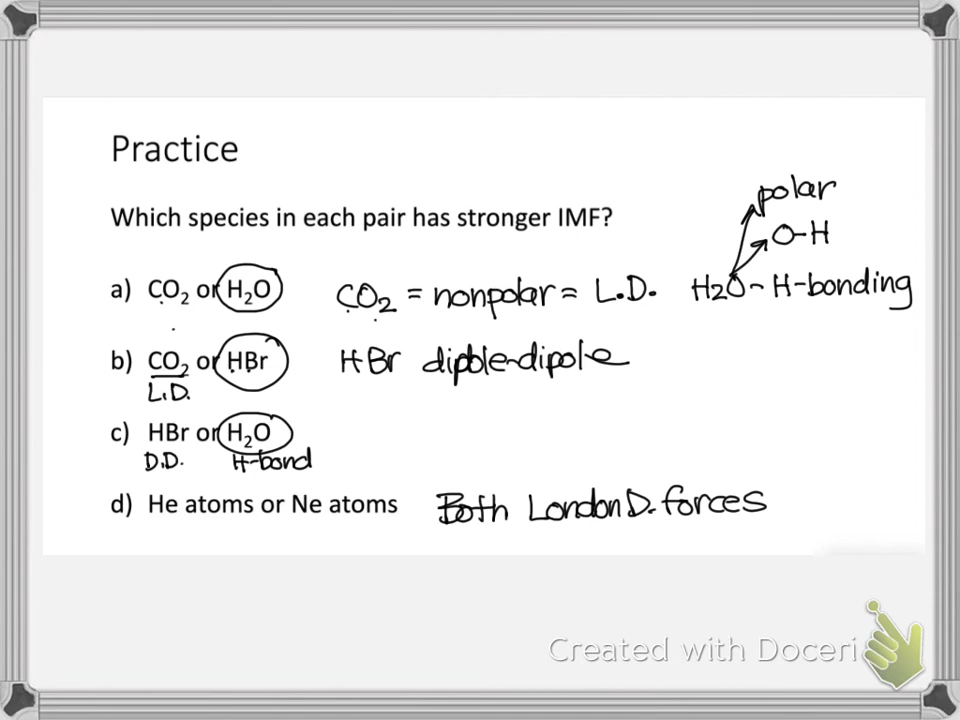 Practice
polar
Which species in each pair has stronger IMF?
O-H
a) CO₂ or H₂O CO₂ = nonpolar = L.D. H₂O - H-bonding
b) CO₂ or HBr HBr dipole-dipole
L.D.
c) HBr or H₂O
D.D. H-bond
d) He atoms or Ne atoms Both London D. forces
Created with Doceri